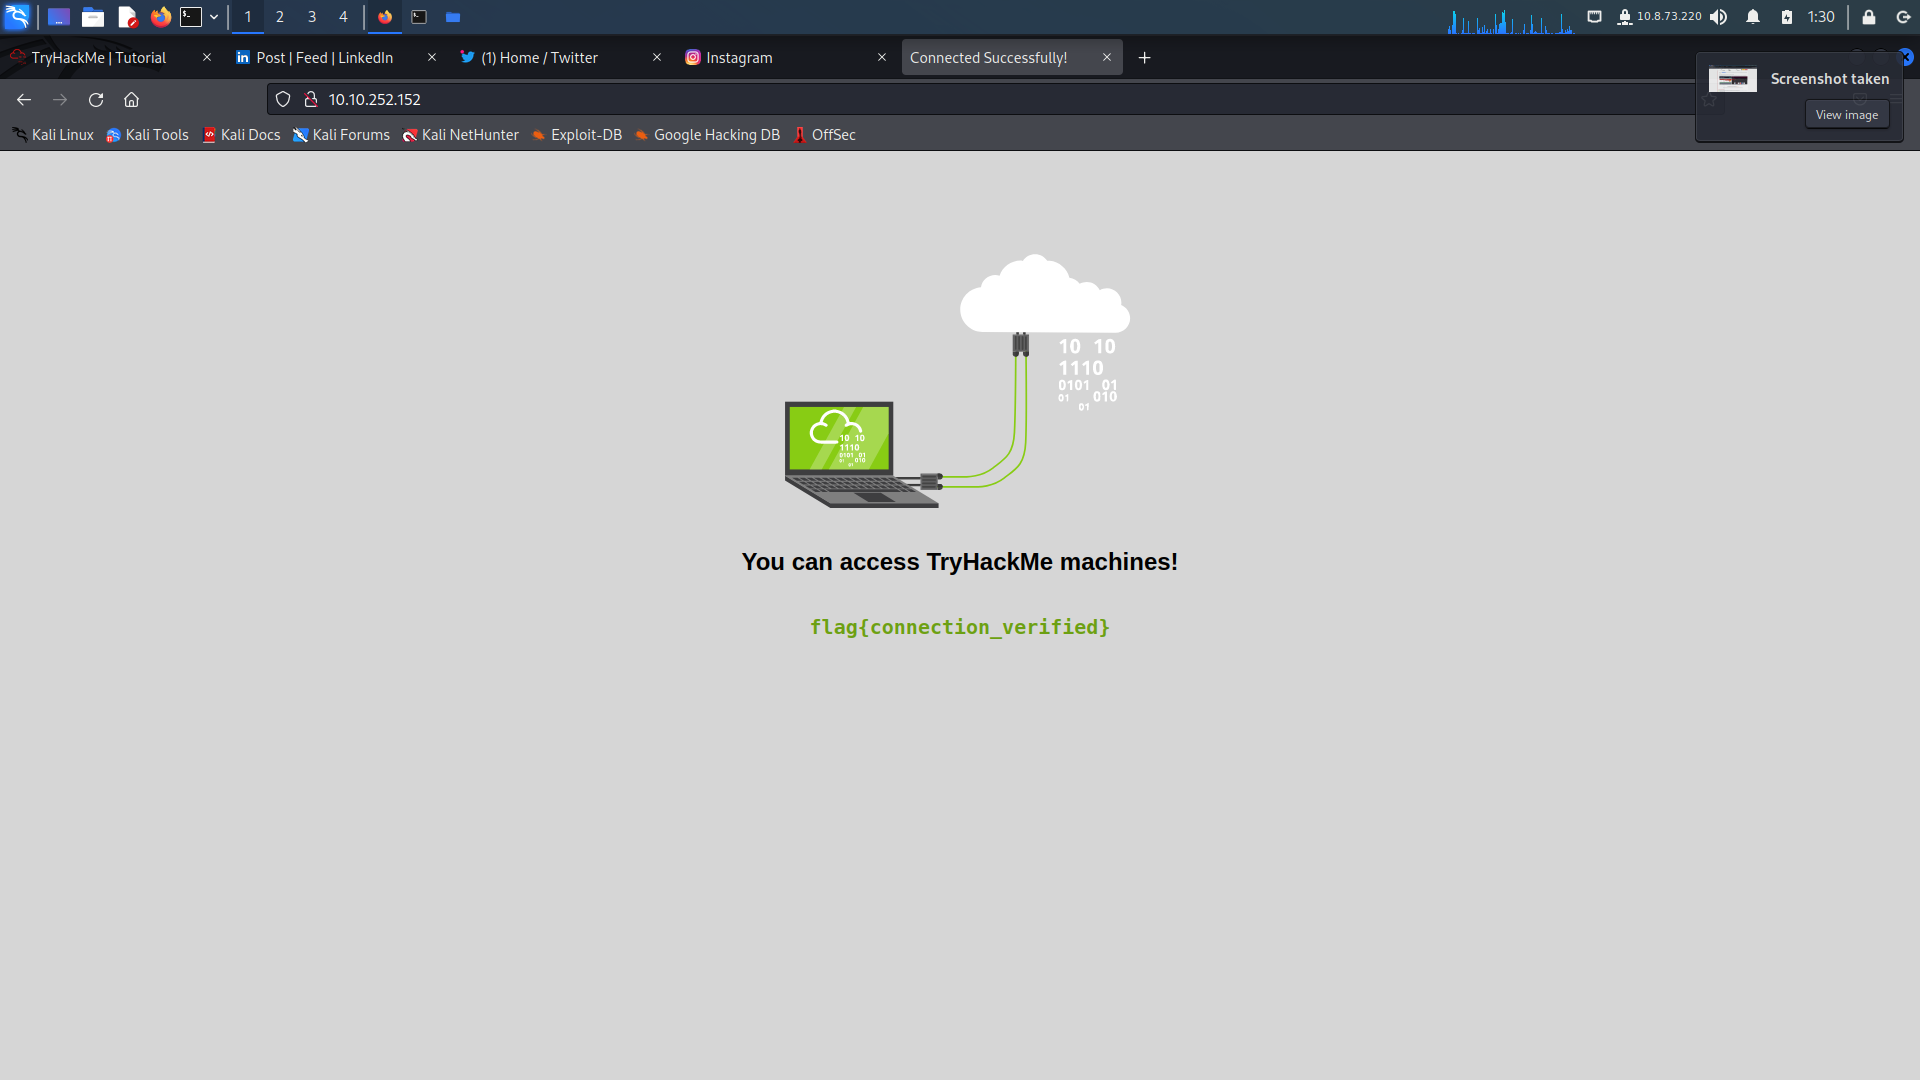 1 2 3 4 10.8.73.220 1:30
TryHackMe | Tutorial Post | Feed | LinkedIn (1) Home / Twitter Instagram Connected Successfully!
Screenshot taken
View image
10.10.252.152
Kali Linux Kali Tools Kali Docs Kali Forums Kali NetHunter Exploit-DB Google Hacking DB OffSec
10 10
1110
0101 01
01 010
01
10 10
1110
0101 01
01 010
01
You can access TryHackMe machines!
flag{connection_verified}